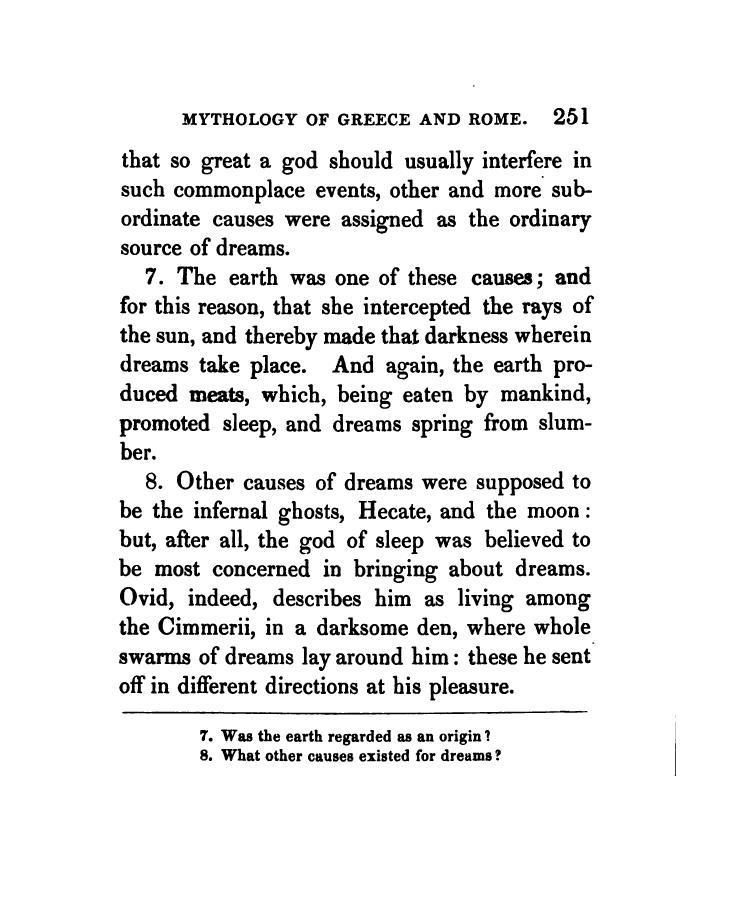 MYTHOLOGY OF GREECE AND ROME. 251
that so great a god should usually interfere in
such commonplace events, other and more sub-
ordinate causes were assigned as the ordinary
source of dreams.
7. The earth was one of these causes; and
for this reason, that she intercepted the rays of
the sun, and thereby made that darkness wherein
dreams take place. And again, the earth pro-
duced meats, which, being eaten by mankind,
promoted sleep, and dreams spring from slum-
ber.
8. Other causes of dreams were supposed to
be the infernal ghosts, Hecate, and the moon:
but, after all, the god of sleep was believed to
be most concerned in bringing about dreams.
Ovid, indeed, describes him as living among
the Cimmerii, in a darksome den, where whole
swarms of dreams lay around him: these he sent
off in different directions at his pleasure.
7. Was the earth regarded as an origin?
8. What other causes existed for dreams?